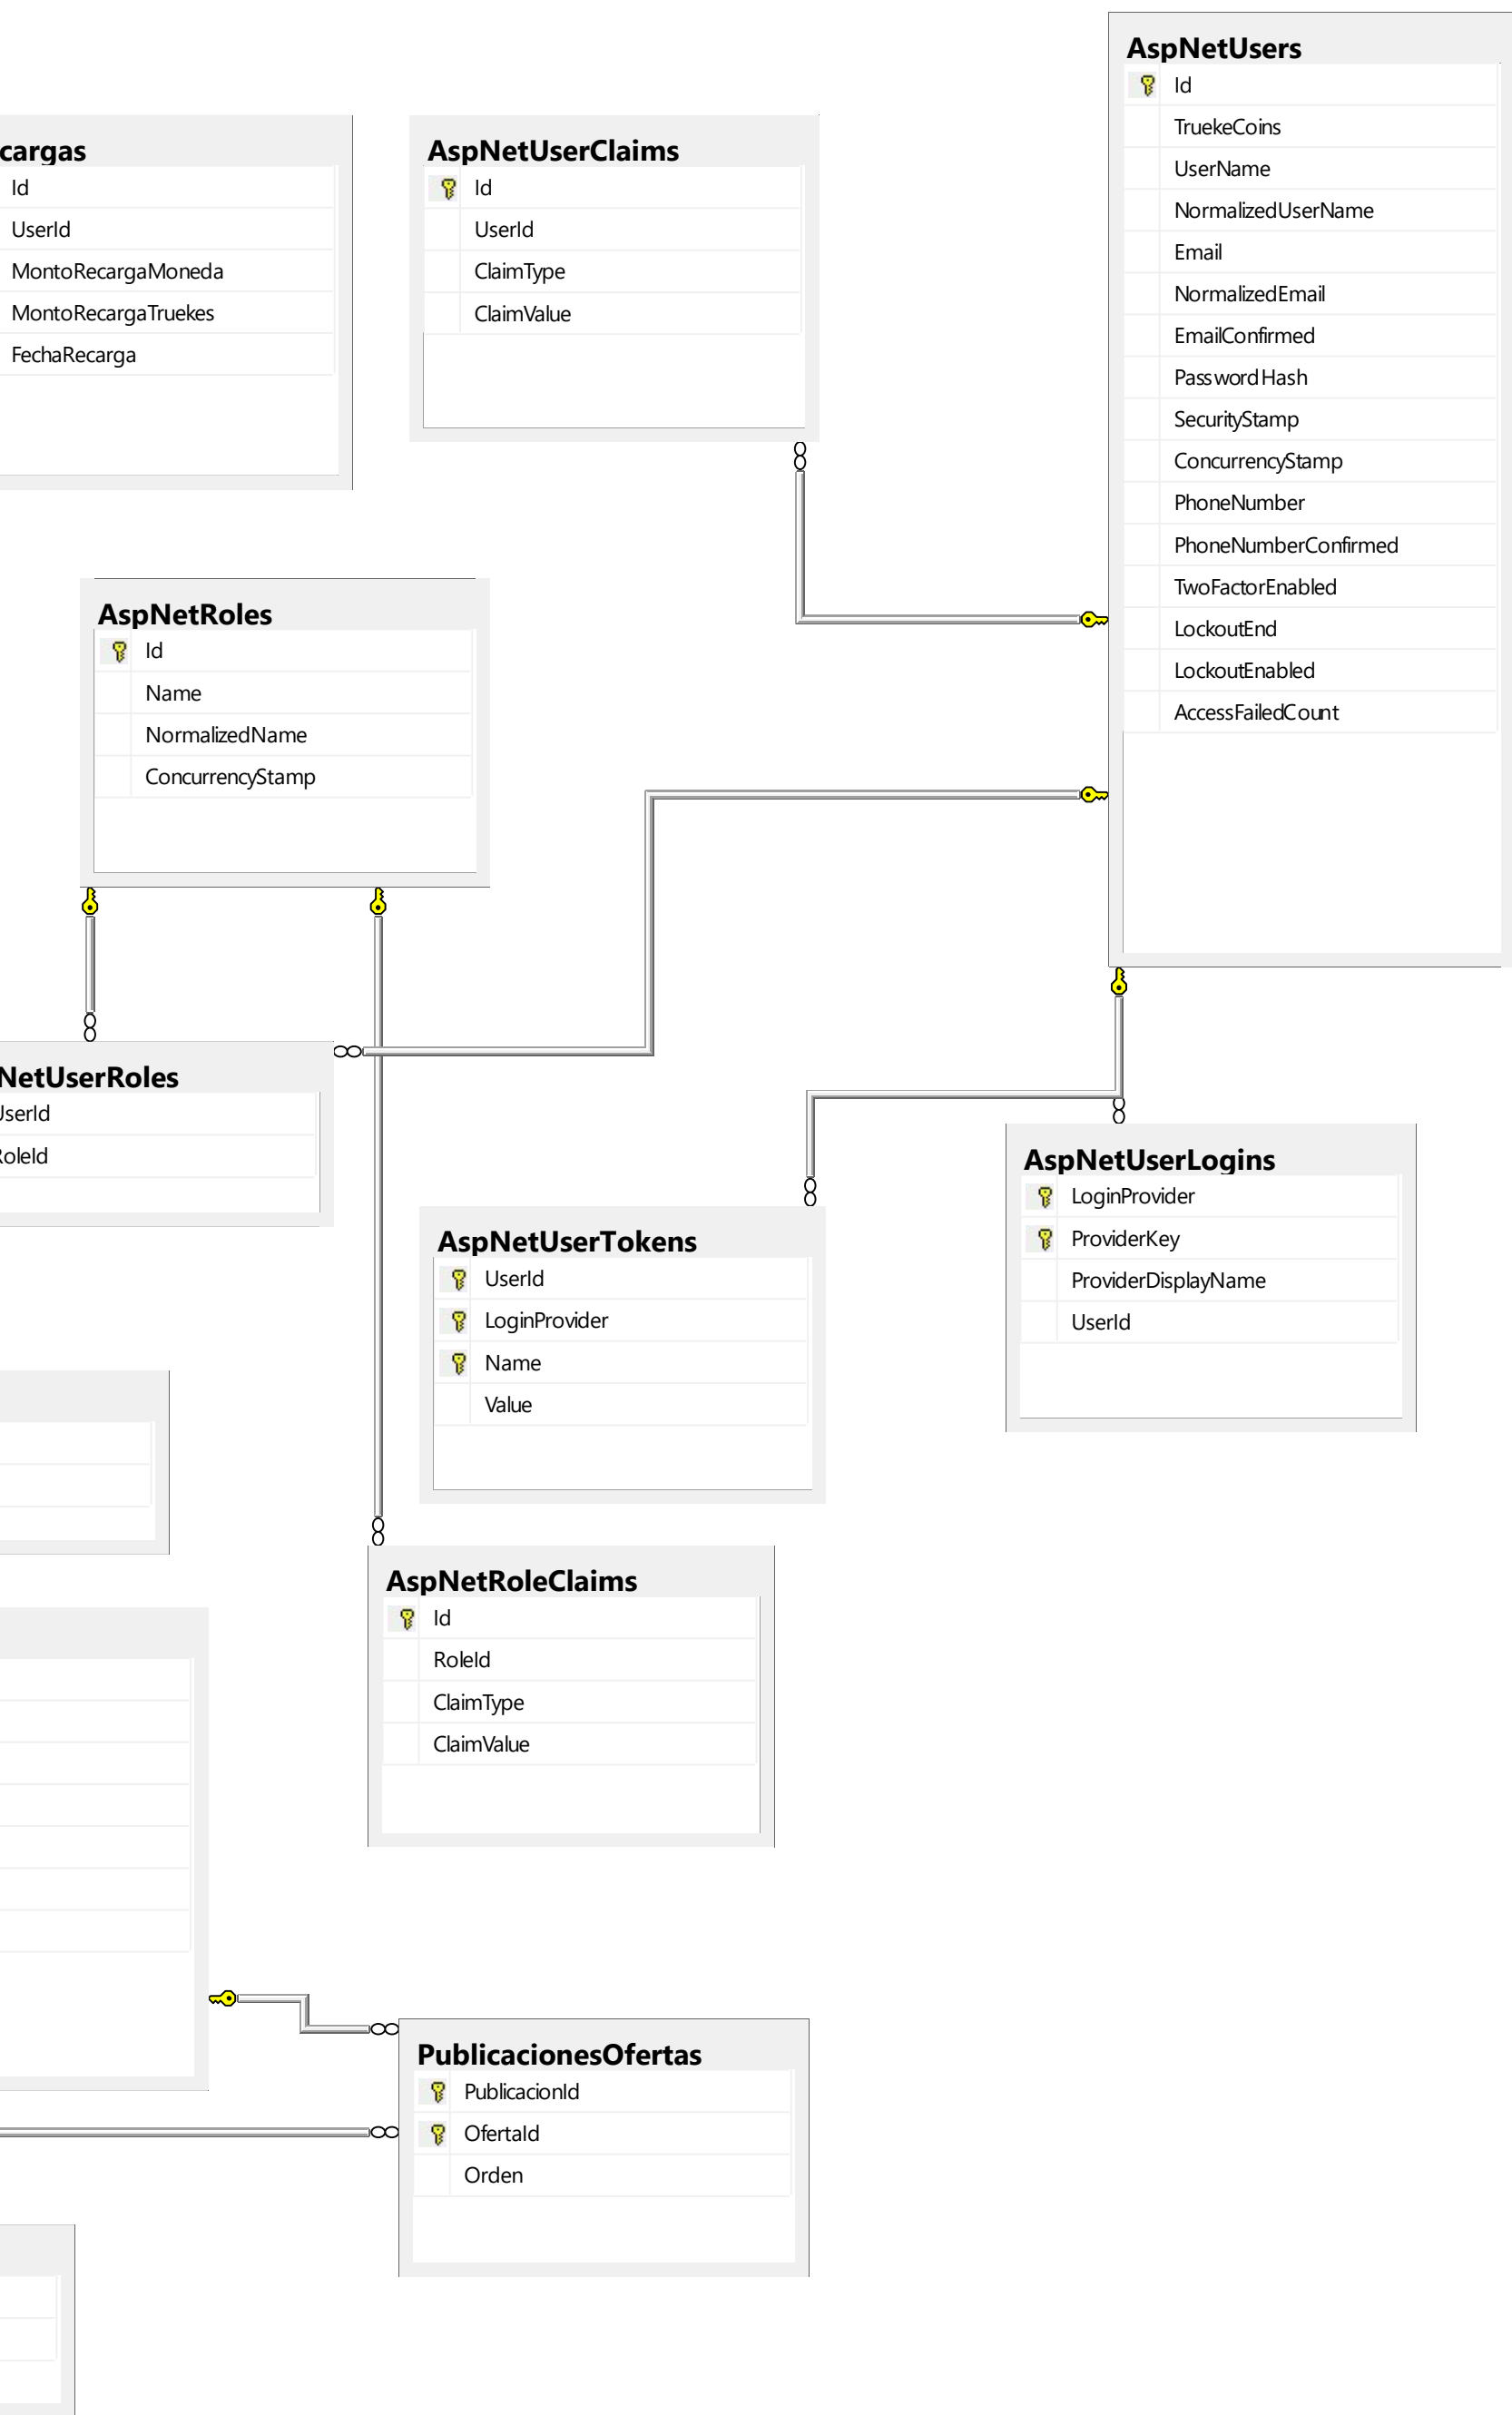 AspNetUsers
Id
TruekeCoins
UserName
NormalizedUserName
Email
NormalizedEmail
EmailConfirmed
PasswordHash
SecurityStamp
ConcurrencyStamp
PhoneNumber
PhoneNumberConfirmed
TwoFactorEnabled
LockoutEnd
LockoutEnabled
AccessFailedCount
cargas
Id
UserId
MontoRecargaMoneda
MontoRecargaTruekes
FechaRecarga
AspNetUserClaims
Id
UserId
ClaimType
ClaimValue
AspNetRoles
Id
Name
NormalizedName
ConcurrencyStamp
NetUserRoles
UserId
RoleId
AspNetUserTokens
UserId
LoginProvider
Name
Value
AspNetUserLogins
LoginProvider
ProviderKey
ProviderDisplayName
UserId
AspNetRoleClaims
Id
RoleId
ClaimType
ClaimValue
PublicacionesOfertas
PublicacionId
OfertaId
Orden